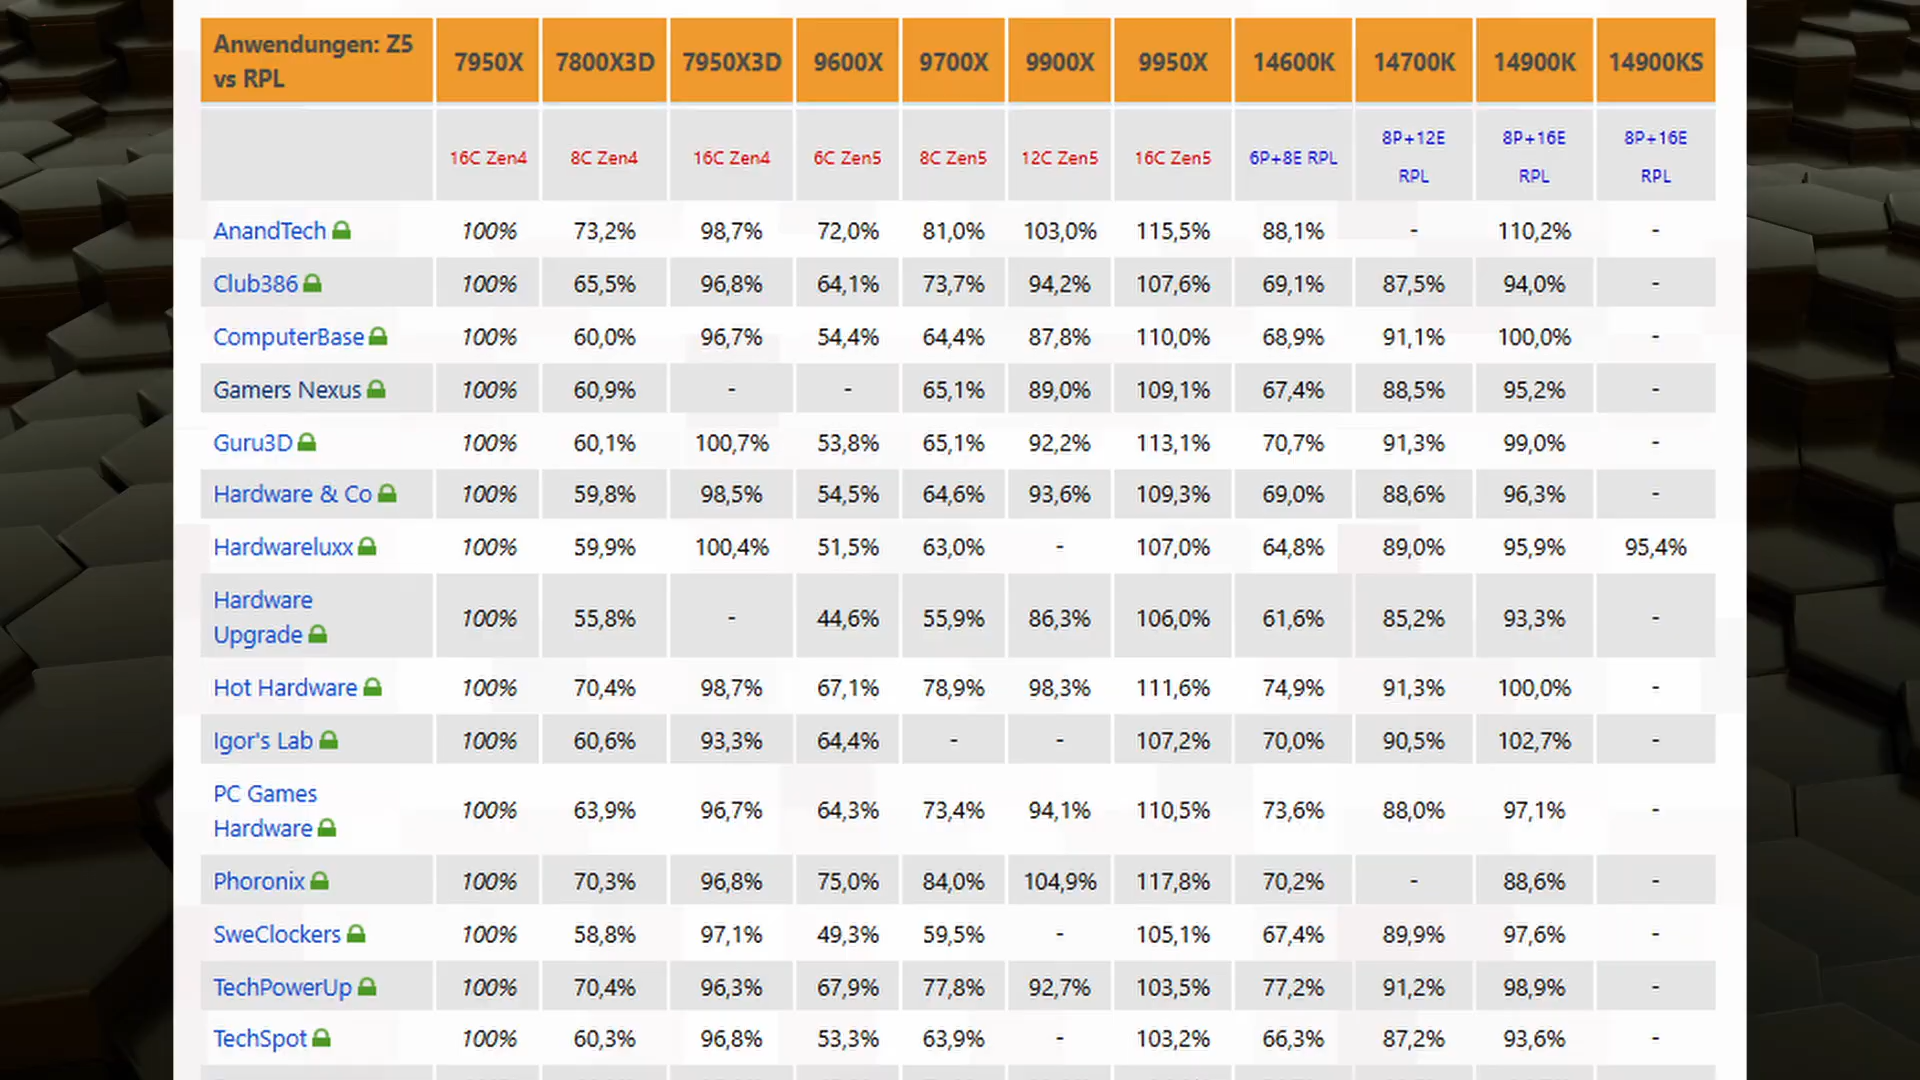 Anwendungen: Z5 vs RPL 7950X 7800X3D 7950X3D 9600X 9700X 9900X 9950X 14600K 14700K 14900K 14900KS
16C Zen4 8C Zen4 16C Zen4 6C Zen5 8C Zen5 12C Zen5 16C Zen5 6P+8E RPL 8P+12E RPL 8P+16E RPL 8P+16E RPL
AnandTech 100% 73,2% 98,7% 72,0% 81,0% 103,0% 115,5% 88,1% - 110,2% -
Club386 100% 65,5% 96,8% 64,1% 73,7% 94,2% 107,6% 69,1% 87,5% 94,0% -
ComputerBase 100% 60,0% 96,7% 54,4% 64,4% 87,8% 110,0% 68,9% 91,1% 100,0% -
Gamers Nexus 100% 60,9% - - 65,1% 89,0% 109,1% 67,4% 88,5% 95,2% -
Guru3D 100% 60,1% 100,7% 53,8% 65,1% 92,2% 113,1% 70,7% 91,3% 99,0% -
Hardware & Co 100% 59,8% 98,5% 54,5% 64,6% 93,6% 109,3% 69,0% 88,6% 96,3% -
Hardwareluxx 100% 59,9% 100,4% 51,5% 63,0% - 107,0% 64,8% 89,0% 95,9% 95,4%
Hardware Upgrade 100% 55,8% - 44,6% 55,9% 86,3% 106,0% 61,6% 85,2% 93,3% -
Hot Hardware 100% 70,4% 98,7% 67,1% 78,9% 98,3% 111,6% 74,9% 91,3% 100,0% -
Igor's Lab 100% 60,6% 93,3% 64,4% - - 107,2% 70,0% 90,5% 102,7% -
PC Games Hardware 100% 63,9% 96,7% 64,3% 73,4% 94,1% 110,5% 73,6% 88,0% 97,1% -
Phoronix 100% 70,3% 96,8% 75,0% 84,0% 104,9% 117,8% 70,2% - 88,6% -
SweClockers 100% 58,8% 97,1% 49,3% 59,5% - 105,1% 67,4% 89,9% 97,6% -
TechPowerUp 100% 70,4% 96,3% 67,9% 77,8% 92,7% 103,5% 77,2% 91,2% 98,9% -
TechSpot 100% 60,3% 96,8% 53,3% 63,9% - 103,2% 66,3% 87,2% 93,6% -